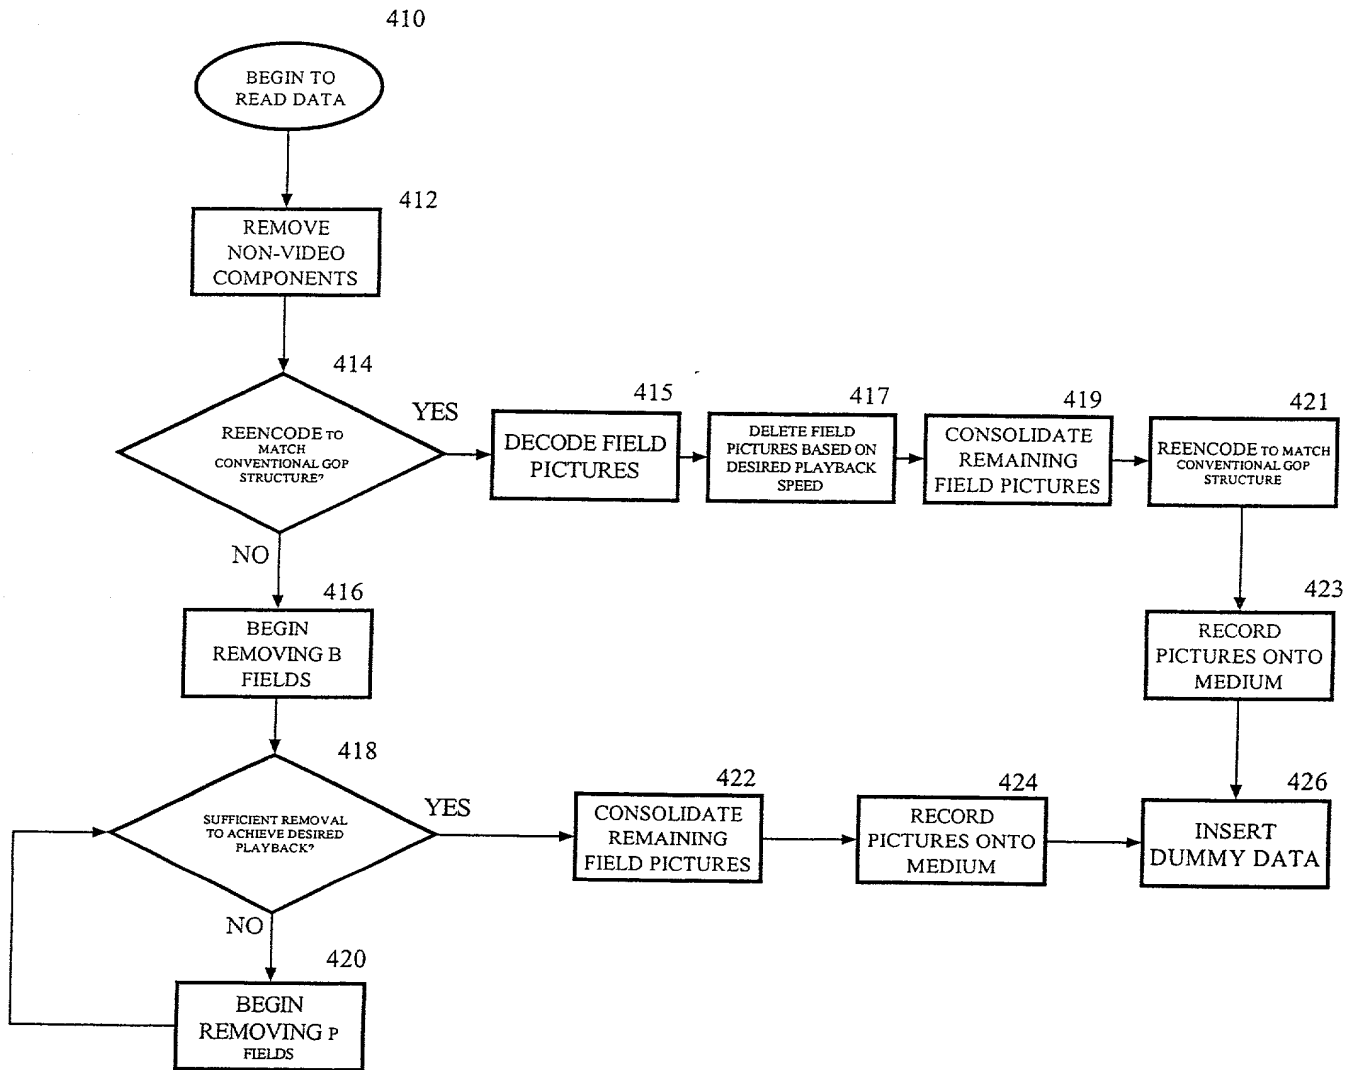 410
BEGIN TO
READ DATA
412
REMOVE
NON-VIDEO
COMPONENTS
414
REENCODE TO
MATCH
CONVENTIONAL GOP
STRUCTURE?
YES
415
DECODE FIELD
PICTURES
417
DELETE FIELD
PICTURES BASED ON
DESIRED PLAYBACK
SPEED
419
CONSOLIDATE
REMAINING
FIELD PICTURES
421
REENCODE TO MATCH
CONVENTIONAL GOP
STRUCTURE
NO
416
BEGIN
REMOVING B
FIELDS
423
RECORD
PICTURES ONTO
MEDIUM
418
SUFFICIENT REMOVAL
TO ACHIEVE DESIRED
PLAYBACK?
YES
422
CONSOLIDATE
REMAINING
FIELD PICTURES
424
RECORD
PICTURES ONTO
MEDIUM
426
INSERT
DUMMY DATA
NO
420
BEGIN
REMOVING P
FIELDS